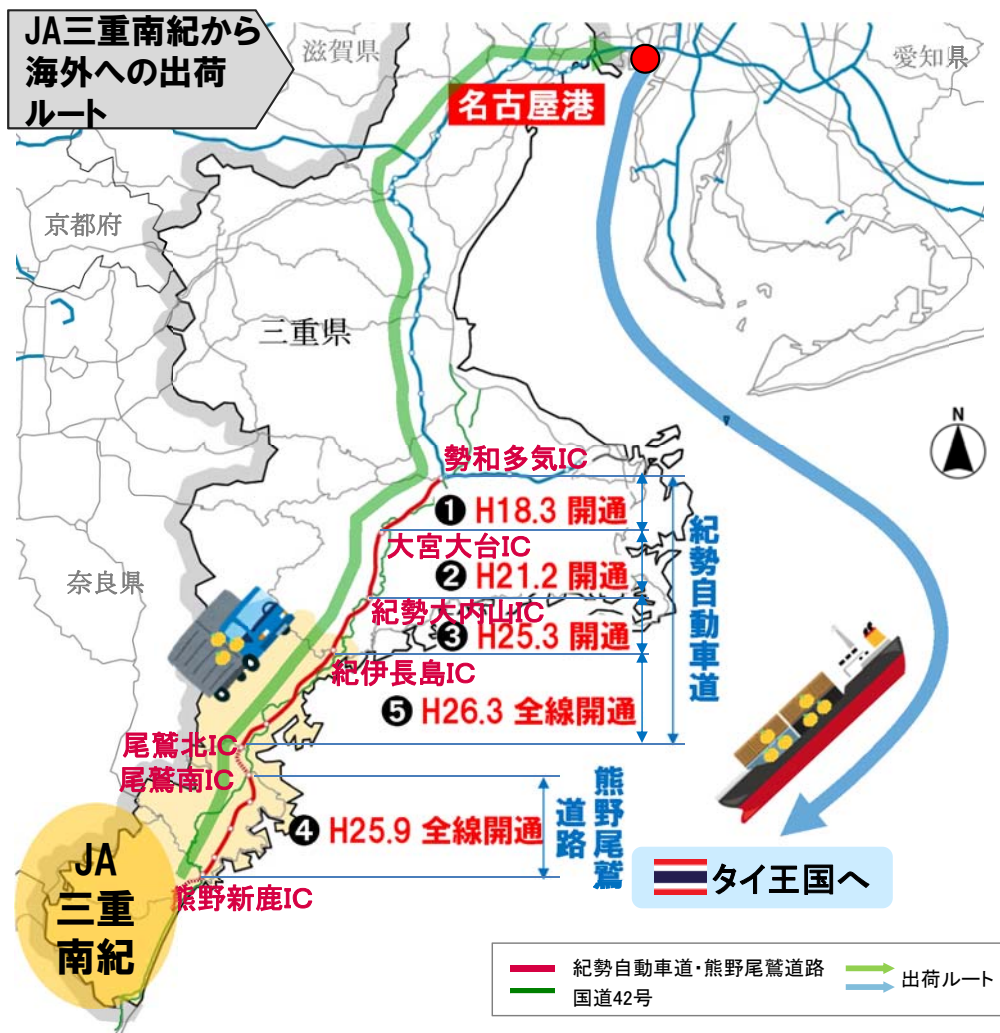 JA三重南紀から
海外への出荷
ルート
滋賀県
愛知県
名古屋港
京都府
三重県
N
勢和多気IC
❶ H18.3 開通
大宮大台IC
❷ H21.2 開通
奈良県
紀勢大内山IC
❸ H25.3 開通
紀伊長島IC
紀勢自動車道
❺ H26.3 全線開通
尾鷲北IC
尾鷲南IC
熊野尾鷲
道路
❹ H25.9 全線開通
JA
三重
南紀
熊野新鹿IC
タイ王国へ
紀勢自動車道・熊野尾鷲道路
国道42号
出荷ルート